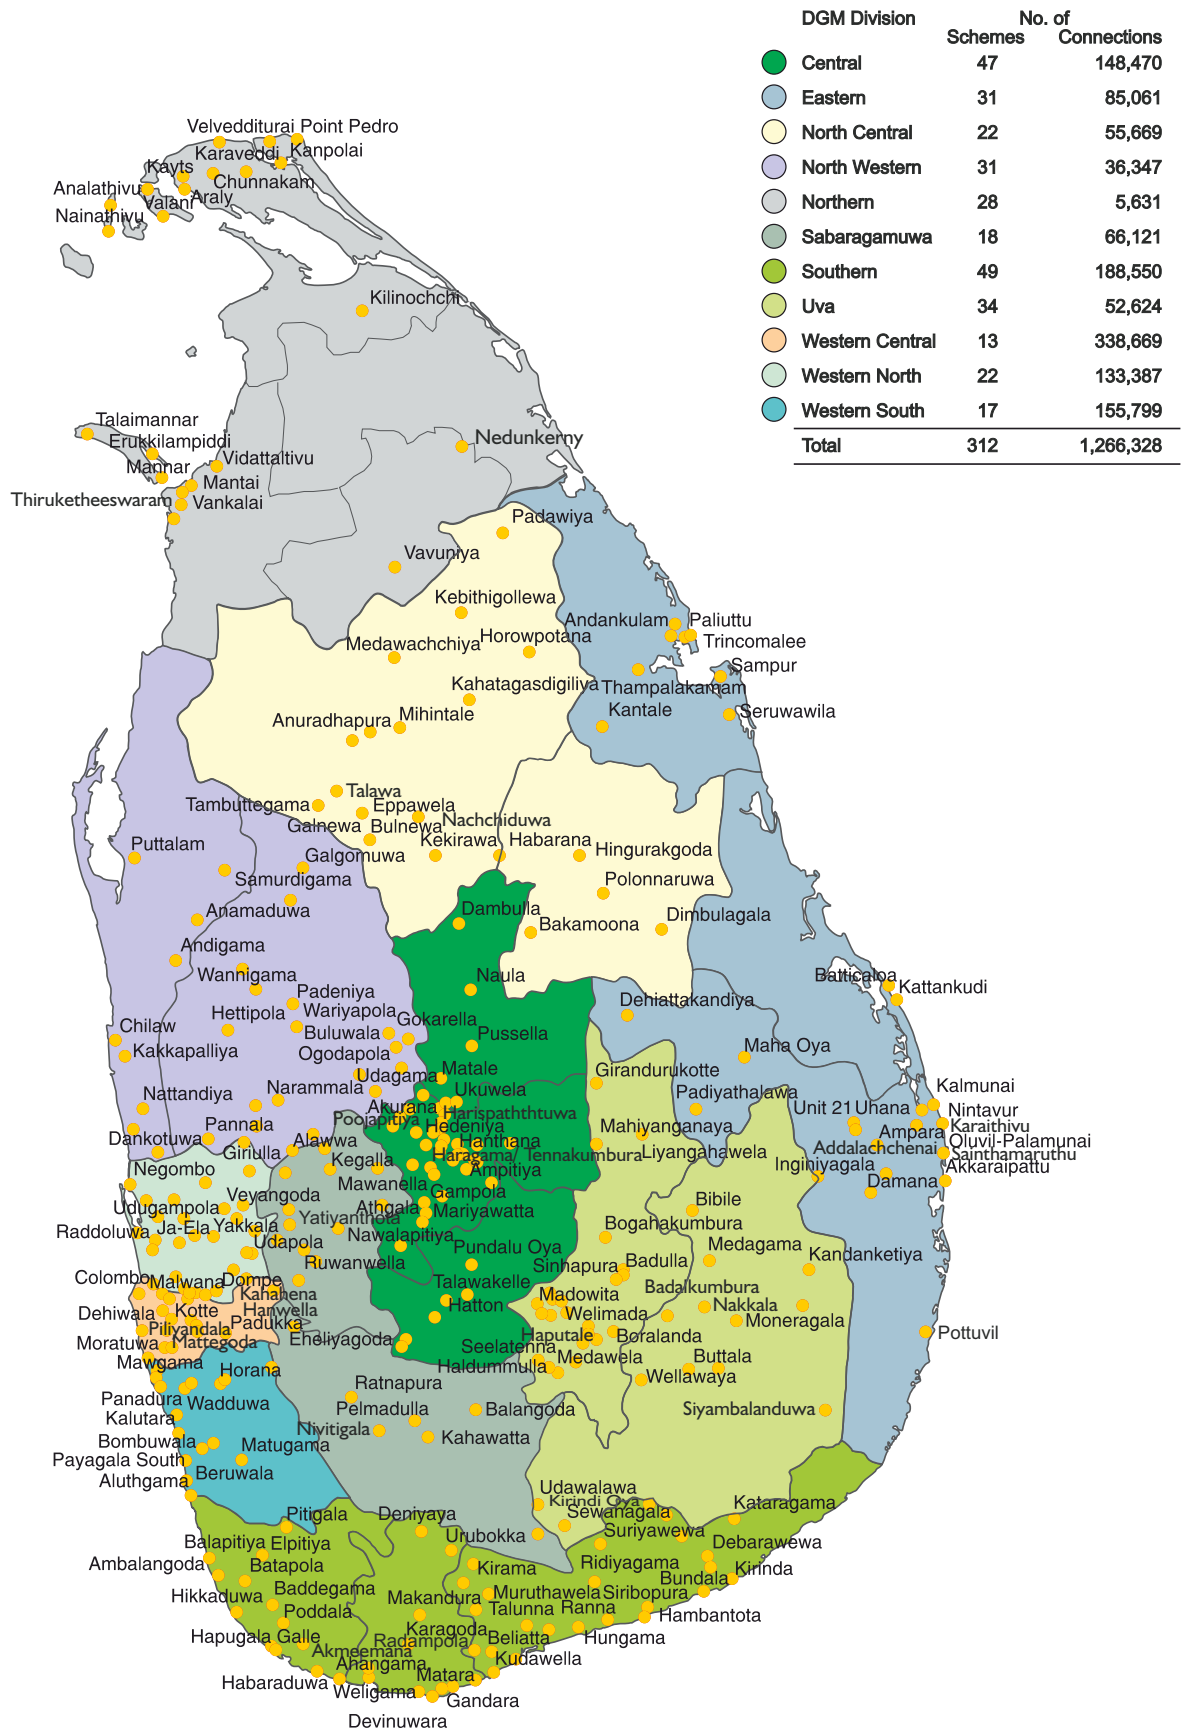 DGM Division No. of
Schemes Connections
Central 47 148,470
Eastern 31 85,061
North Central 22 55,669
North Western 31 36,347
Northern 28 5,631
Sabaragamuwa 18 66,121
Southern 49 188,550
Uva 34 52,624
Western Central 13 338,669
Western North 22 133,387
Western South 17 155,799
Total 312 1,266,328
Velvedditurai Point Pedro
Karaveddi Kanpolai
Kayts Chunnakam
Analathivu Valani Araly
Nainathivu
Kilinochchi
Talaimannar
Erukkilampiddi
Nedunkerny
Mannar Vidattaltivu
Mantai
Thiruketheeswaram Vankalai
Padawiya
Vavuniya
Kebithigollewa
Andankulam Paliuttu
Medawachchiya Horowpotana Trincomalee
Sampur
Kahatagasdigiliya Thampalakamam
Anuradhapura Mihintale Kantale Seruwawila
Talawa
Tambuttegama Eppawela
Galnewa Bulnewa Nachchiduwa
Puttalam Kekirawa Habarana
Galgomuwa Hingurakgoda
Samurdigama Polonnaruwa
Anamaduwa Dambulla Dimbulagala
Bakamoona
Andigama
Wannigama Naula Batticaloa
Padeniya Dehiattakandiya Kattankudi
Hettipola Wariyapola
Chilaw Buluwala Gokarella
Kakkapalliya Ogodapola Pussella Maha Oya
Udagama Matale Girandurukotte
Nattandiya Narammala Ukuwela Padiyathalawa Kalmunai
Akurana Harispaththtuwa Unit 21 Uhana Nintavur
Pannala Poojapitiya Hedeniya Mahiyanganaya Karaithivu
Dankotuwa Alawwa Hanthana Ampara Oluvil-Palamunai
Giriulla Kegalla Haragama Tennakumbura Liyangahawela Addalachchenai Sainthamaruthu
Negombo Mawanella Ampitiya Inginiyagala Akkaraipattu
Veyangoda Gampola Damana
Udugampola Yatiyanthota Athgala Mariyawatta Bibile
Raddoluwa Ja-Ela Yakkala Nawalapitiya Bogahakumbura
Udapola Pundalu Oya Medagama
Ruwanwella Sinhapura Badulla Kandanketiya
Colombo Malwana Dompe Talawakelle Badalkumbura
Kahahena Madowita
Dehiwala Kotte Hanwella Hatton Welimada Nakkala
Piliyandala Padukka Moneragala
Moratuwa Mattegoda Eheliyagoda Haputale Boralanda Pottuvil
Mawgama Seelatenna Medawela
Horana Haldummulla Buttala
Panadura Wadduwa Ratnapura Wellawaya
Kalutara Pelmadulla Balangoda Siyambalanduwa
Nivitigala
Bombuwala Matugama Kahawatta
Payagala South
Beruwala
Aluthgama Udawalawa
Kirindi Oya
Pitigala Deniyaya Sewanagala Kataragama
Balapitiya Elpitiya Urubokka Suriyawewa Debarawewa
Ambalangoda Batapola Kirama Ridiyagama Kirinda
Baddegama Bundala
Hikkaduwa Makandura Muruthawela Siribopura
Poddala Talunna Ranna Hambantota
Hapugala Galle Karagoda
Radampola Beliatta Hungama
Akmeemana Kudawella
Ahangama
Habaraduwa Matara
Weligama Gandara
Devinuwara